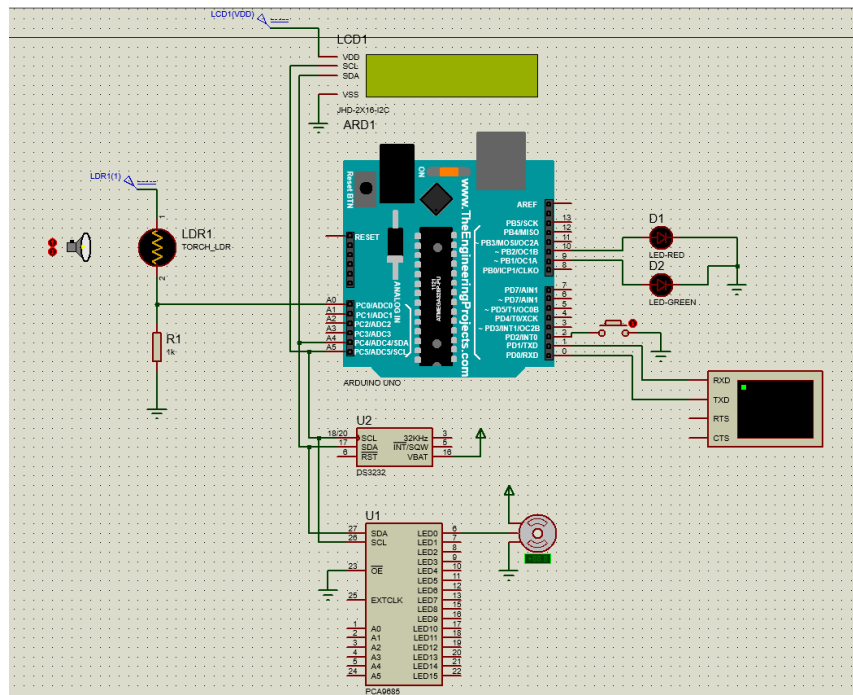 LCD1(VDD)
LCD1
VDD
SCL
SDA
VSS
JHD-2X16-I2C
ARD1
LDR1(1)
1
LDR1
TORCH_LDR
2
R1
1k
Reset BTN
ON
www.TheEngineeringProjects.com
RESET
ANALOG IN
A0 PC0/ADC0
A1 PC1/ADC1
A2 PC2/ADC2
A3 PC3/ADC3
A4 PC4/ADC4/SDA
A5 PC5/ADC5/SCL
ARDUINO UNO
AREF
PB5/SCK 13
PB4/MISO 12
~ PB3/MOSI/OC2A 11
~ PB2/OC1B 10
~ PB1/OC1A 9
PB0/ICP1/CLKO 8
PD7/AIN1 7
~ PD7/AIN1 6
~ PD5/T1/OC0B 5
PD4/T0/XCK 4
~ PD3/INT1/OC2B 3
PD2/INT0 2
PD1/TXD 1
PD0/RXD 0
D1
LED-RED
D2
LED-GREEN
RXD
TXD
RTS
CTS
U2
18/20 SCL 32KHz 3
17 SDA INT/SQW 5
6 RST VBAT 16
DS3232
U1
27 SDA LED0 6
26 SCL LED1 7
LED2 8
LED3 9
23 OE LED4 10
LED5 11
LED6 12
25 EXTCLK LED7 13
LED8 15
LED9 16
1 A0 LED10 17
2 A1 LED11 18
3 A2 LED12 19
4 A3 LED13 20
5 A4 LED14 21
24 A5 LED15 22
PCA9685